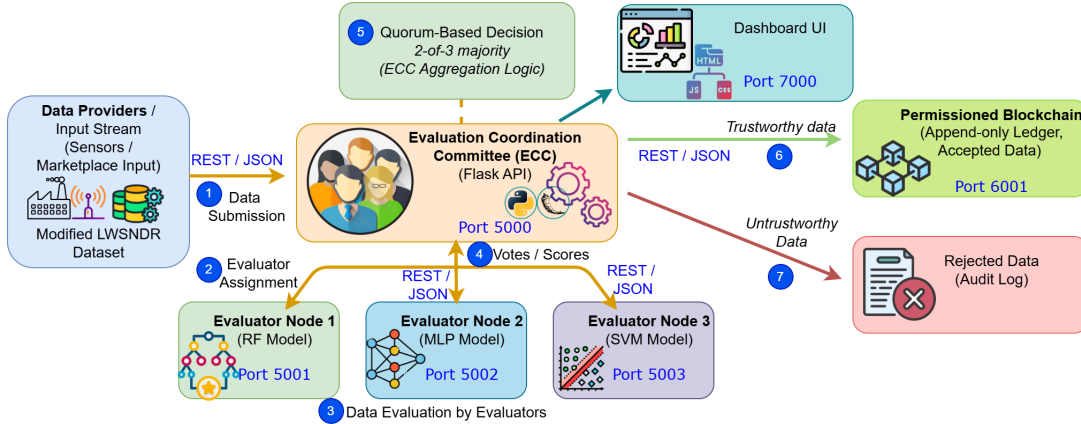 5
Quorum-Based Decision
2-of-3 majority
(ECC Aggregation Logic)
Dashboard UI
HTML
JS
CSS
Port 7000
Data Providers /
Input Stream
(Sensors /
Marketplace Input)
Modified LWSNDR
Dataset
REST / JSON
1
Data
Submission
Evaluation Coordination
Committee (ECC)
(Flask API)
Port 5000
Trustworthy data
REST / JSON
6
Permissioned Blockchain
(Append-only Ledger,
Accepted Data)
Port 6001
Untrustworthy
Data
7
Rejected Data
(Audit Log)
2
Evaluator
Assignment
4
Votes / Scores
REST /
JSON
REST /
JSON
Evaluator Node 1
(RF Model)
Port 5001
Evaluator Node 2
(MLP Model)
Port 5002
Evaluator Node 3
(SVM Model)
Port 5003
3
Data Evaluation by Evaluators